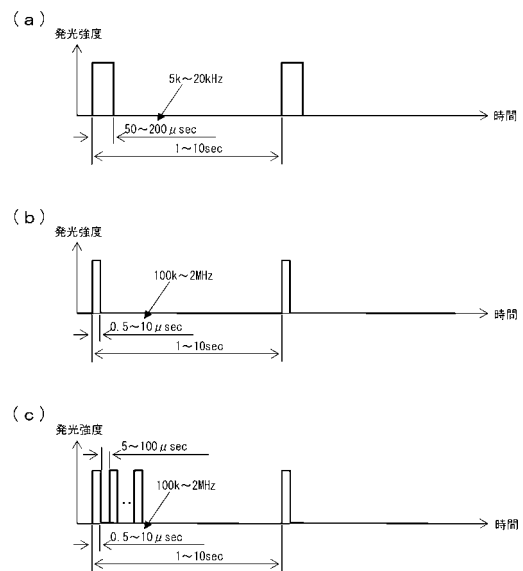 (a)
発光強度
5k～20kHz
時間
50～200μsec
1～10sec
(b)
発光強度
100k～2MHz
時間
0.5～10μsec
1～10sec
(c)
発光強度
5～100μsec
100k～2MHz
‥
時間
0.5～10μsec
1～10sec